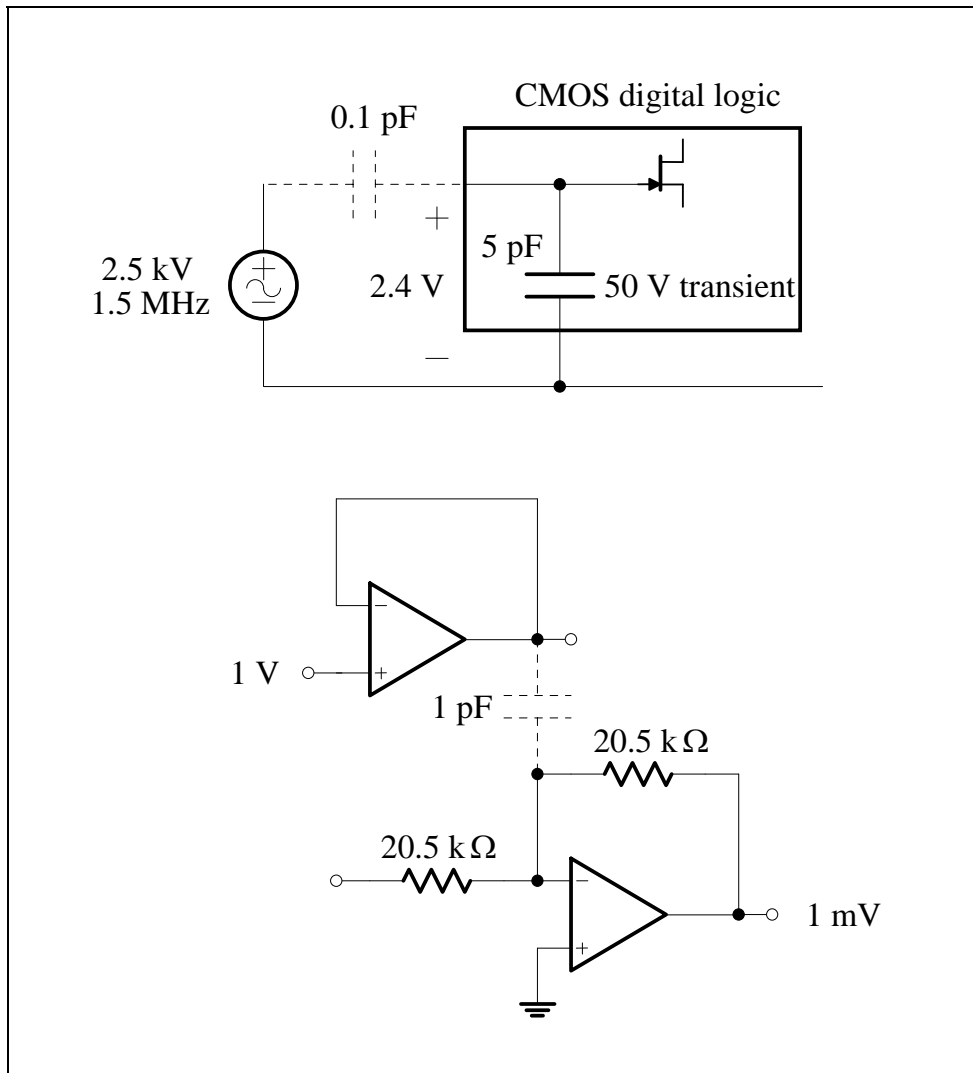 CMOS digital logic
0.1 pF
+
5 pF
2.5 kV
1.5 MHz
2.4 V
50 V transient
−
1 V
1 pF
20.5 kΩ
20.5 kΩ
1 mV